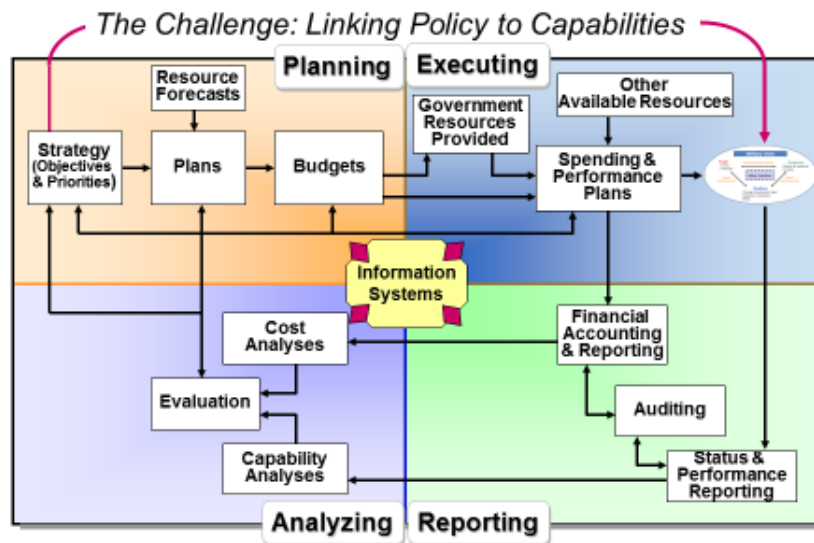 The Challenge: Linking Policy to Capabilities
Planning
Executing
Resource
Forecasts
Government
Resources
Provided
Other
Available Resources
Strategy
(Objectives
& Priorities)
Plans
Budgets
Spending &
Performance
Plans
Information
Systems
Cost
Analyses
Financial
Accounting
& Reporting
Evaluation
Auditing
Capability
Analyses
Status &
Performance
Reporting
Analyzing
Reporting